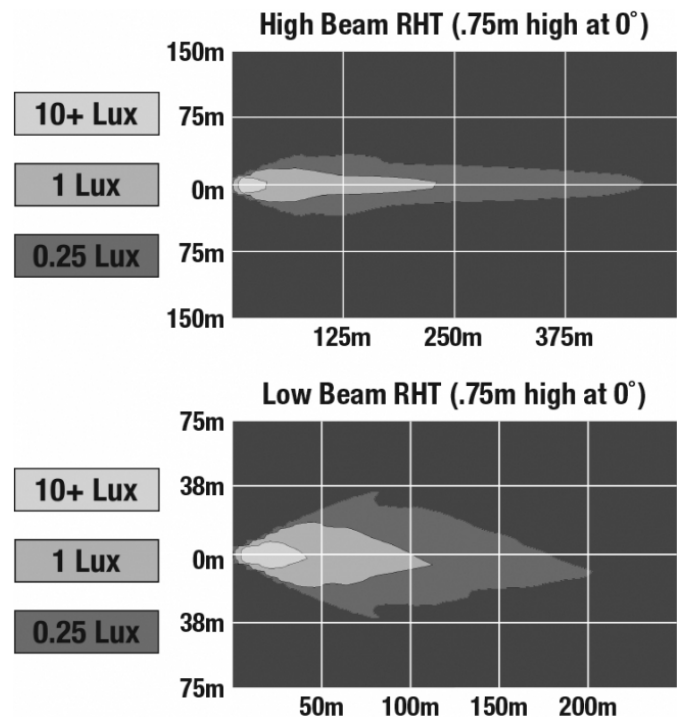 High Beam RHT (.75m high at 0°)
150m
10+ Lux
75m
1 Lux
0m
0.25 Lux
75m
150m
125m 250m 375m
Low Beam RHT (.75m high at 0°)
75m
10+ Lux
38m
1 Lux
0m
0.25 Lux
38m
75m
50m 100m 150m 200m